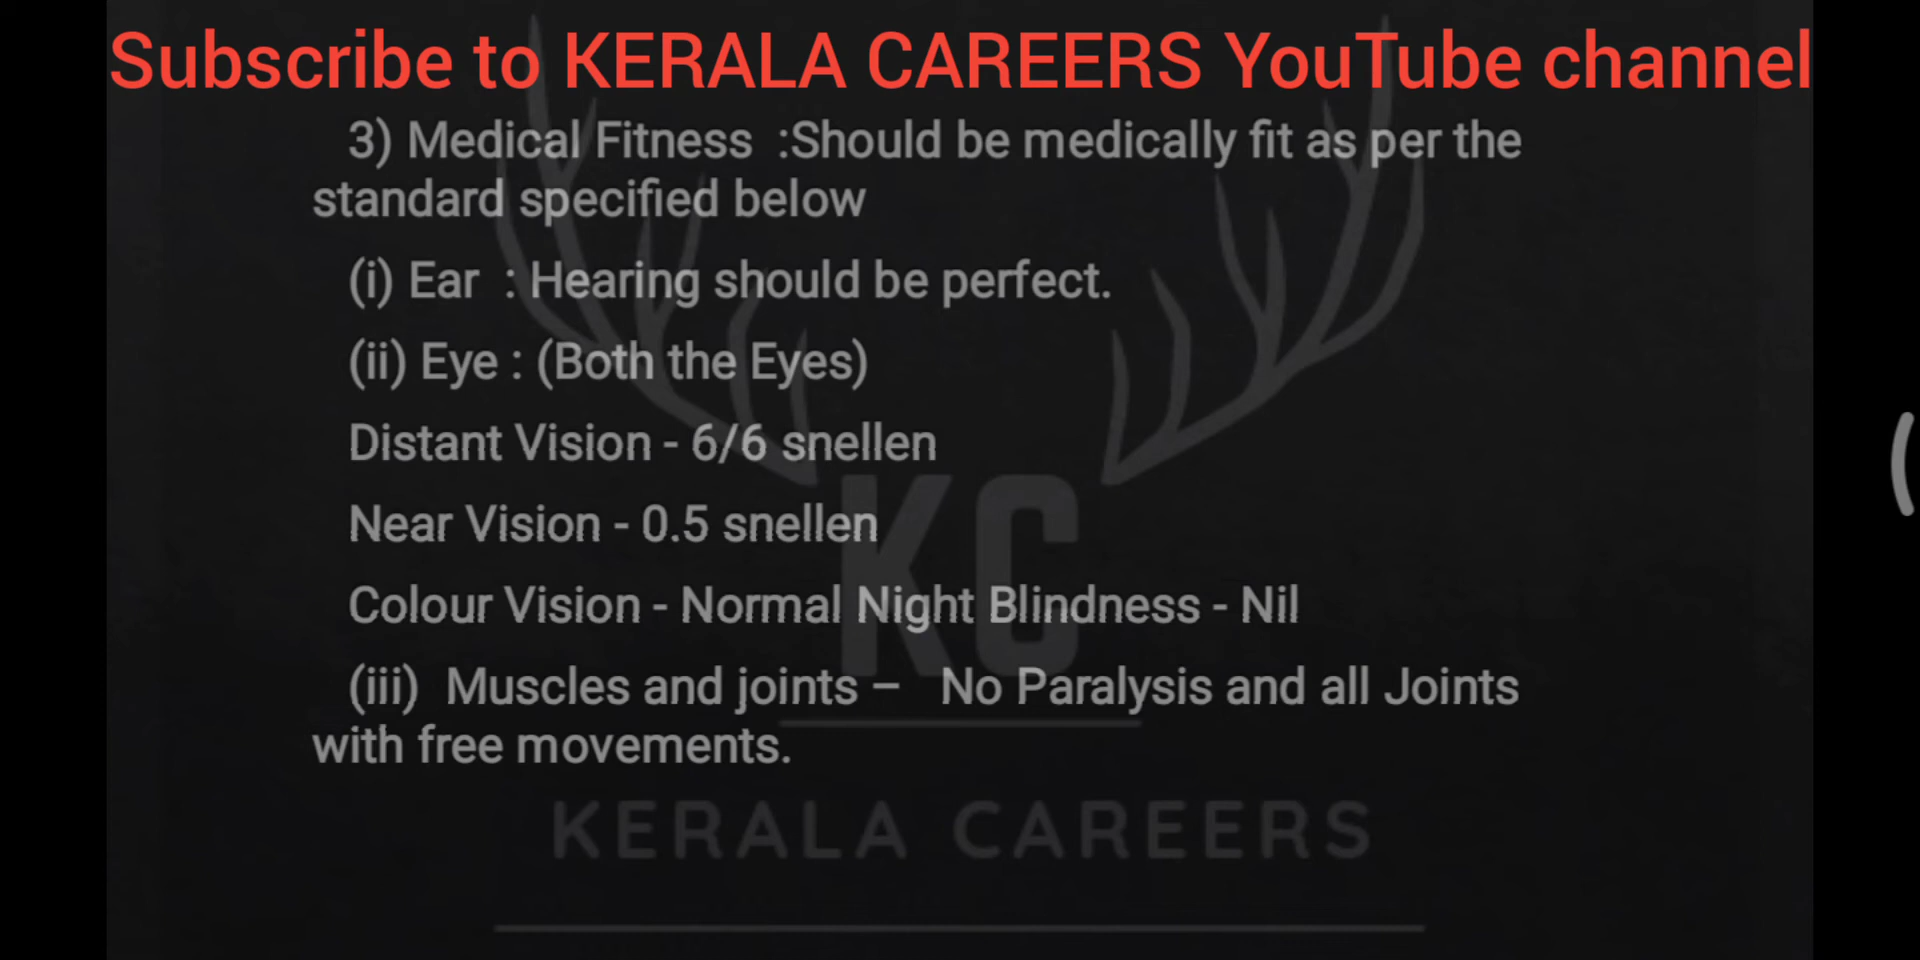 Subscribe to KERALA CAREERS YouTube channel
3) Medical Fitness  :Should be medically fit as per the
standard specified below
(i) Ear  : Hearing should be perfect.
(ii) Eye : (Both the Eyes)
Distant Vision - 6/6 snellen
Near Vision - 0.5 snellen
KC
Colour Vision - Normal Night Blindness - Nil
(iii)  Muscles and joints –   No Paralysis and all Joints
with free movements.
KERALA CAREERS